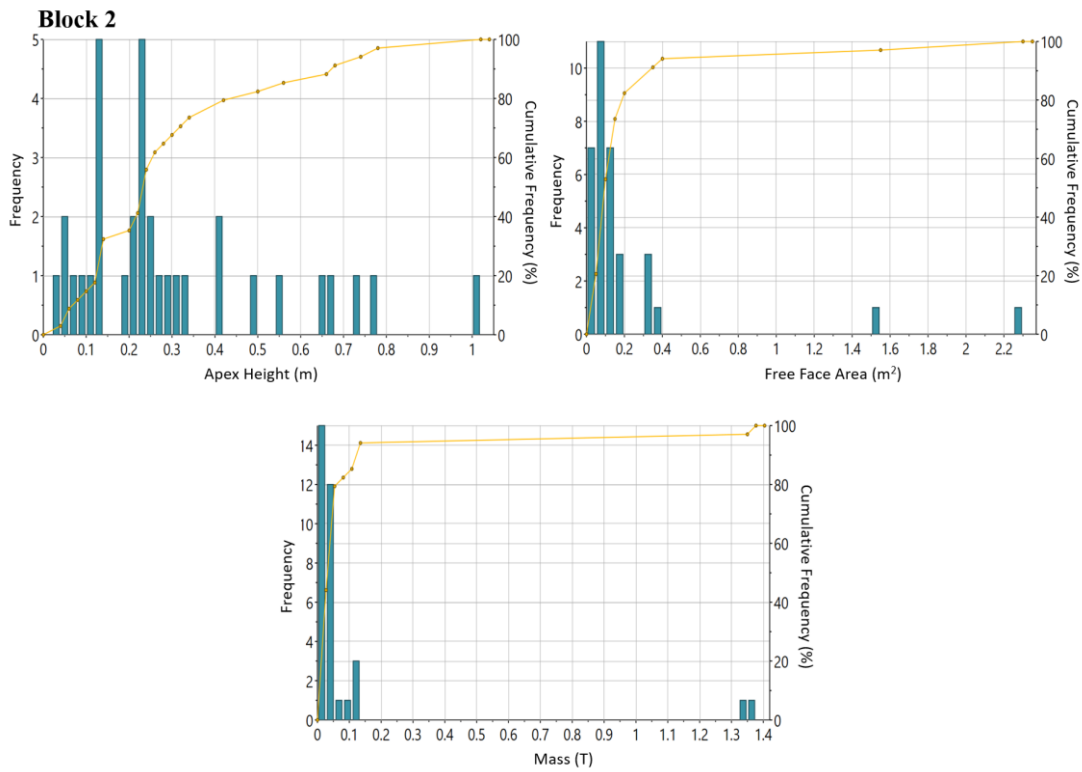 Block 2
5
4
3
2
1
0
Frequency
0 0.1 0.2 0.3 0.4 0.5 0.6 0.7 0.8 0.9 1
Apex Height (m)
100
80
60
40
20
0
Cumulative Frequency (%)
10
8
6
4
2
0
Frequency
0 0.2 0.4 0.6 0.8 1 1.2 1.4 1.6 1.8 2 2.2
Free Face Area (m²)
100
80
60
40
20
0
Cumulative Frequency (%)
14
12
10
8
6
4
2
0
Frequency
0 0.1 0.2 0.3 0.4 0.5 0.6 0.7 0.8 0.9 1 1.1 1.2 1.3 1.4
Mass (T)
100
80
60
40
20
0
Cumulative Frequency (%)